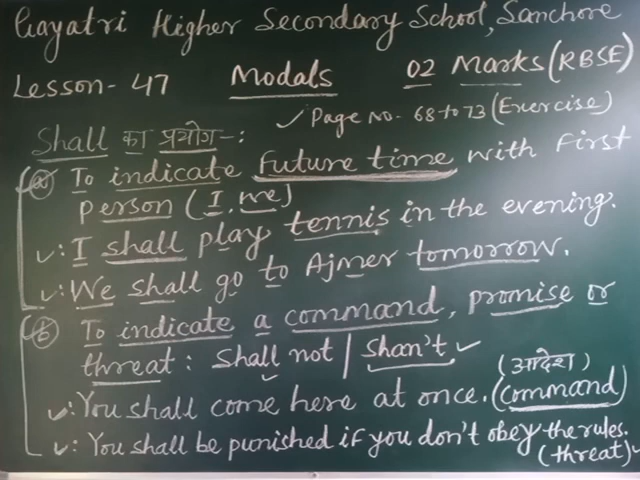 Gayatri Higher Secondary School, Sanchore
Lesson-47 Modals 02 Marks (RBSE)
✓ Page No- 68 to 73 (Exercise)
Shall का प्रयोग-:
(a) To indicate future time with first
person (I, we)
✓: I shall play tennis in the evening.
✓: We shall go to Ajmer tomorrow.
(b) To indicate a command, promise or
threat: Shall not / shan't ✓
(आदेश)
✓: You shall come here at once. (command)
✓: You shall be punished if you don't obey the rules.
(threat) ✓